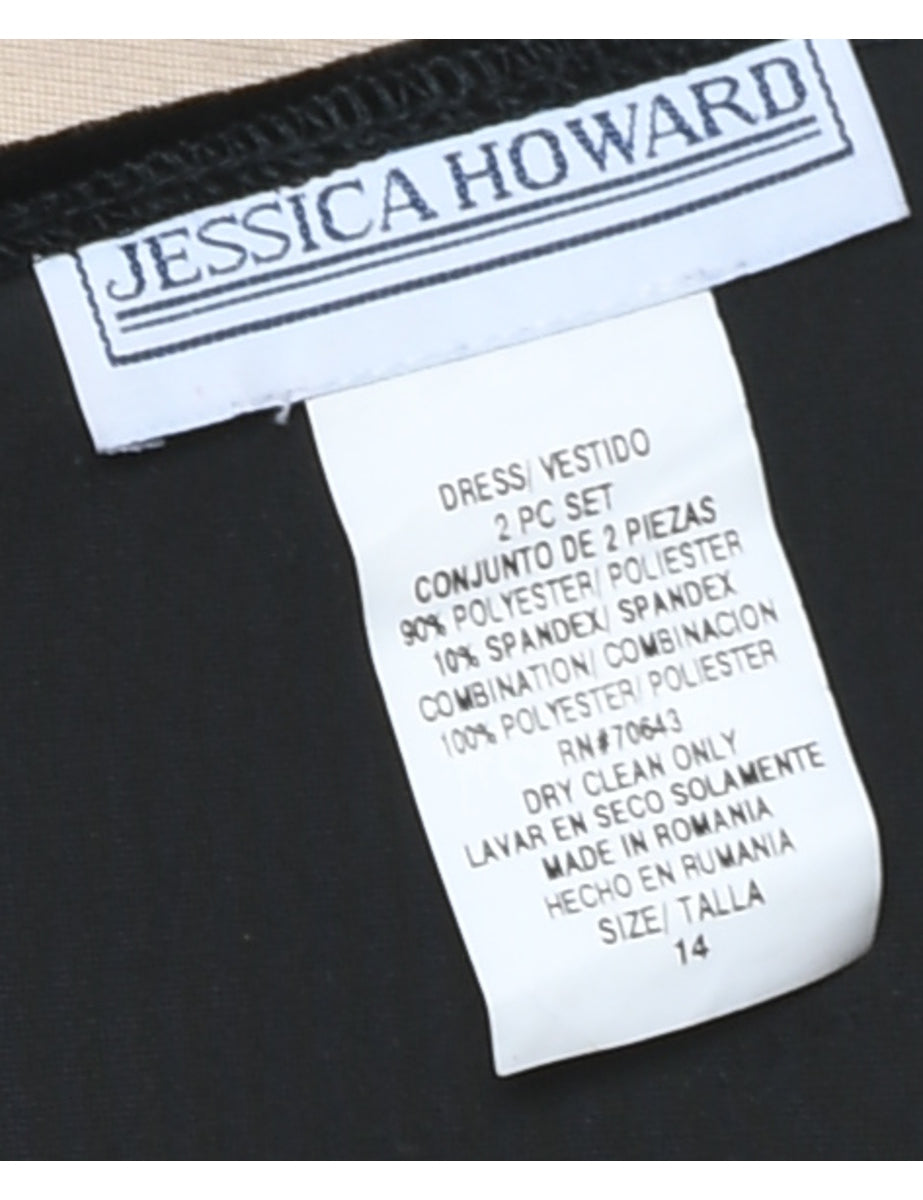 JESSICA HOWARD
DRESS/ VESTIDO
2 PC SET
CONJUNTO DE 2 PIEZAS
90% POLYESTER/ POLIESTER
10% SPANDEX/ SPANDEX
COMBINATION/ COMBINACION
100% POLYESTER/ POLIESTER
RN#70643
DRY CLEAN ONLY
LAVAR EN SECO SOLAMENTE
MADE IN ROMANIA
HECHO EN RUMANIA
SIZE/ TALLA
14